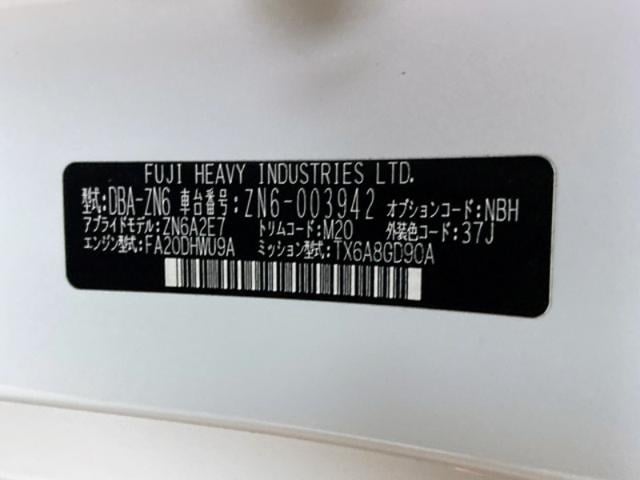 FUJI HEAVY INDUSTRIES LTD.
型式:DBA-ZN6 車台番号:ZN6-003942 オプションコード:NBH
アプライドモデル:ZN6A2E7 トリムコード:M20 外装色コード:37J
エンジン型式:FA20DHWU9A ミッション型式:TX6A8GD90A